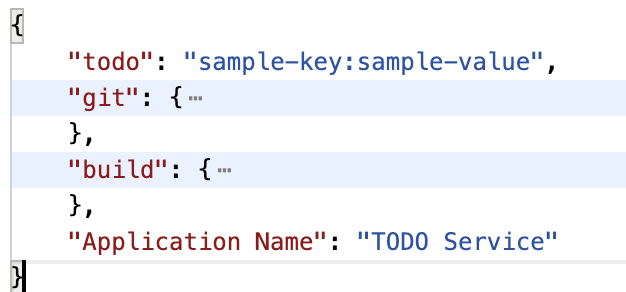 {
"todo": "sample-key:sample-value",
"git": {⋯
},
"build": {⋯
},
"Application Name": "TODO Service"
}